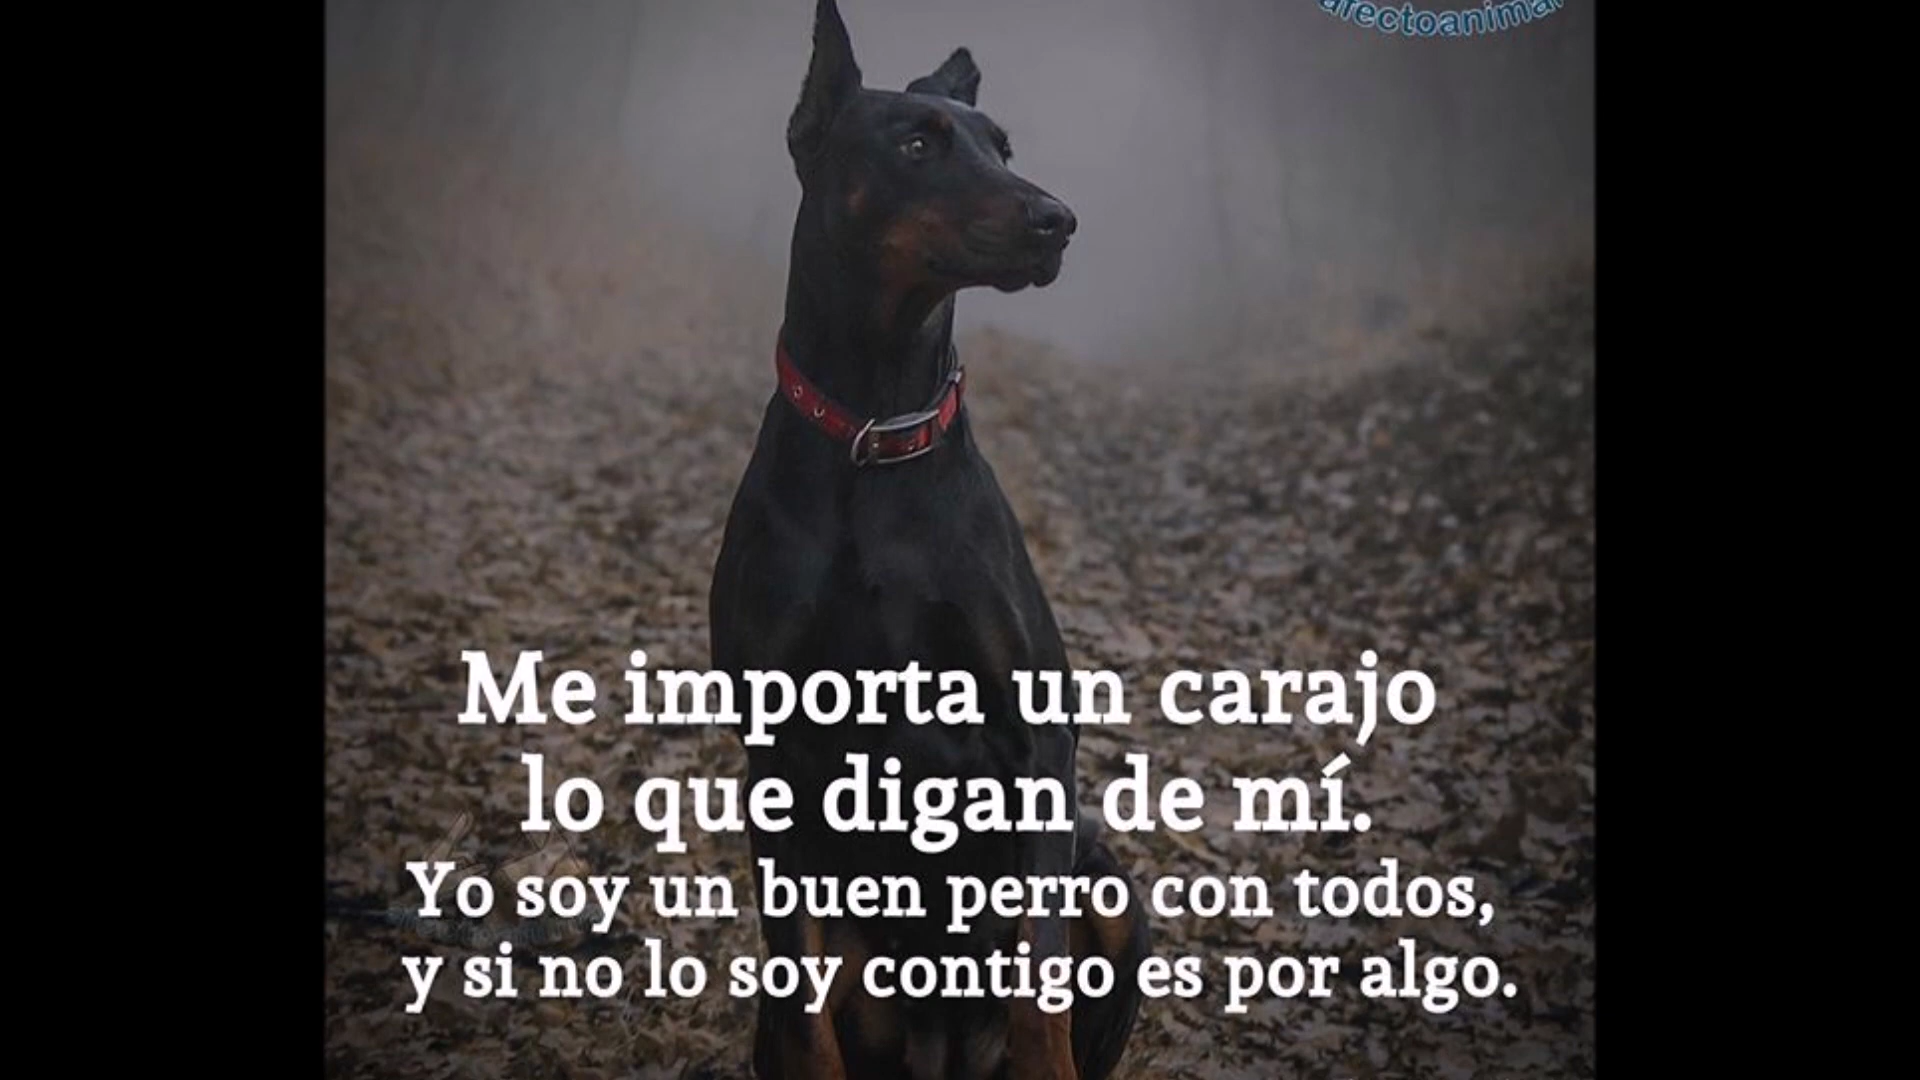 afectoanimal
Me importa un carajo
lo que digan de mí.
Yo soy un buen perro con todos,
y si no lo soy contigo es por algo.